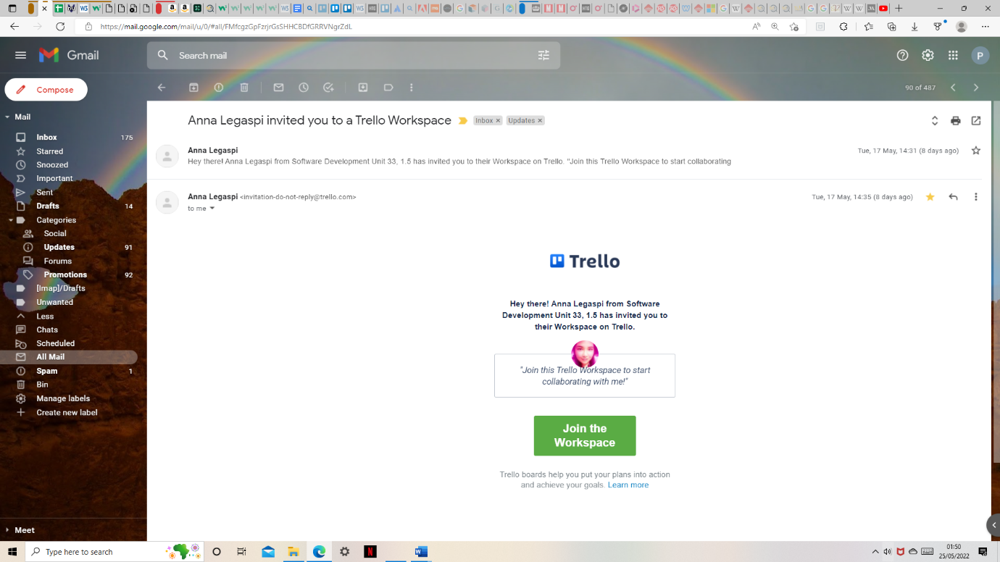 https://mail.google.com/mail/u/0/#all/FMfcgzGpFzrjrGsSHHCBDfGRRVNgrZdL
Gmail
Search mail
P
Compose
90 of 487
Mail
Inbox 175
Starred
Snoozed
Important
Sent
Drafts 14
Categories
Social
Updates 91
Forums
Promotions 92
[Imap]/Drafts
Unwanted
Less
Chats
Scheduled
All Mail
Spam 1
Bin
Manage labels
Create new label
Meet
Anna Legaspi invited you to a Trello Workspace Inbox × Updates ×
Anna Legaspi Tue, 17 May, 14:31 (8 days ago)
Hey there! Anna Legaspi from Software Development Unit 33, 1.5 has invited you to their Workspace on Trello. "Join this Trello Workspace to start collaborating
Anna Legaspi <invitation-do-not-reply@trello.com> Tue, 17 May, 14:35 (8 days ago)
to me
Trello
Hey there! Anna Legaspi from Software
Development Unit 33, 1.5 has invited you to
their Workspace on Trello.
"Join this Trello Workspace to start
collaborating with me!"
Join the
Workspace
Trello boards help you put your plans into action
and achieve your goals. Learn more
Type here to search
01:50
25/05/2022